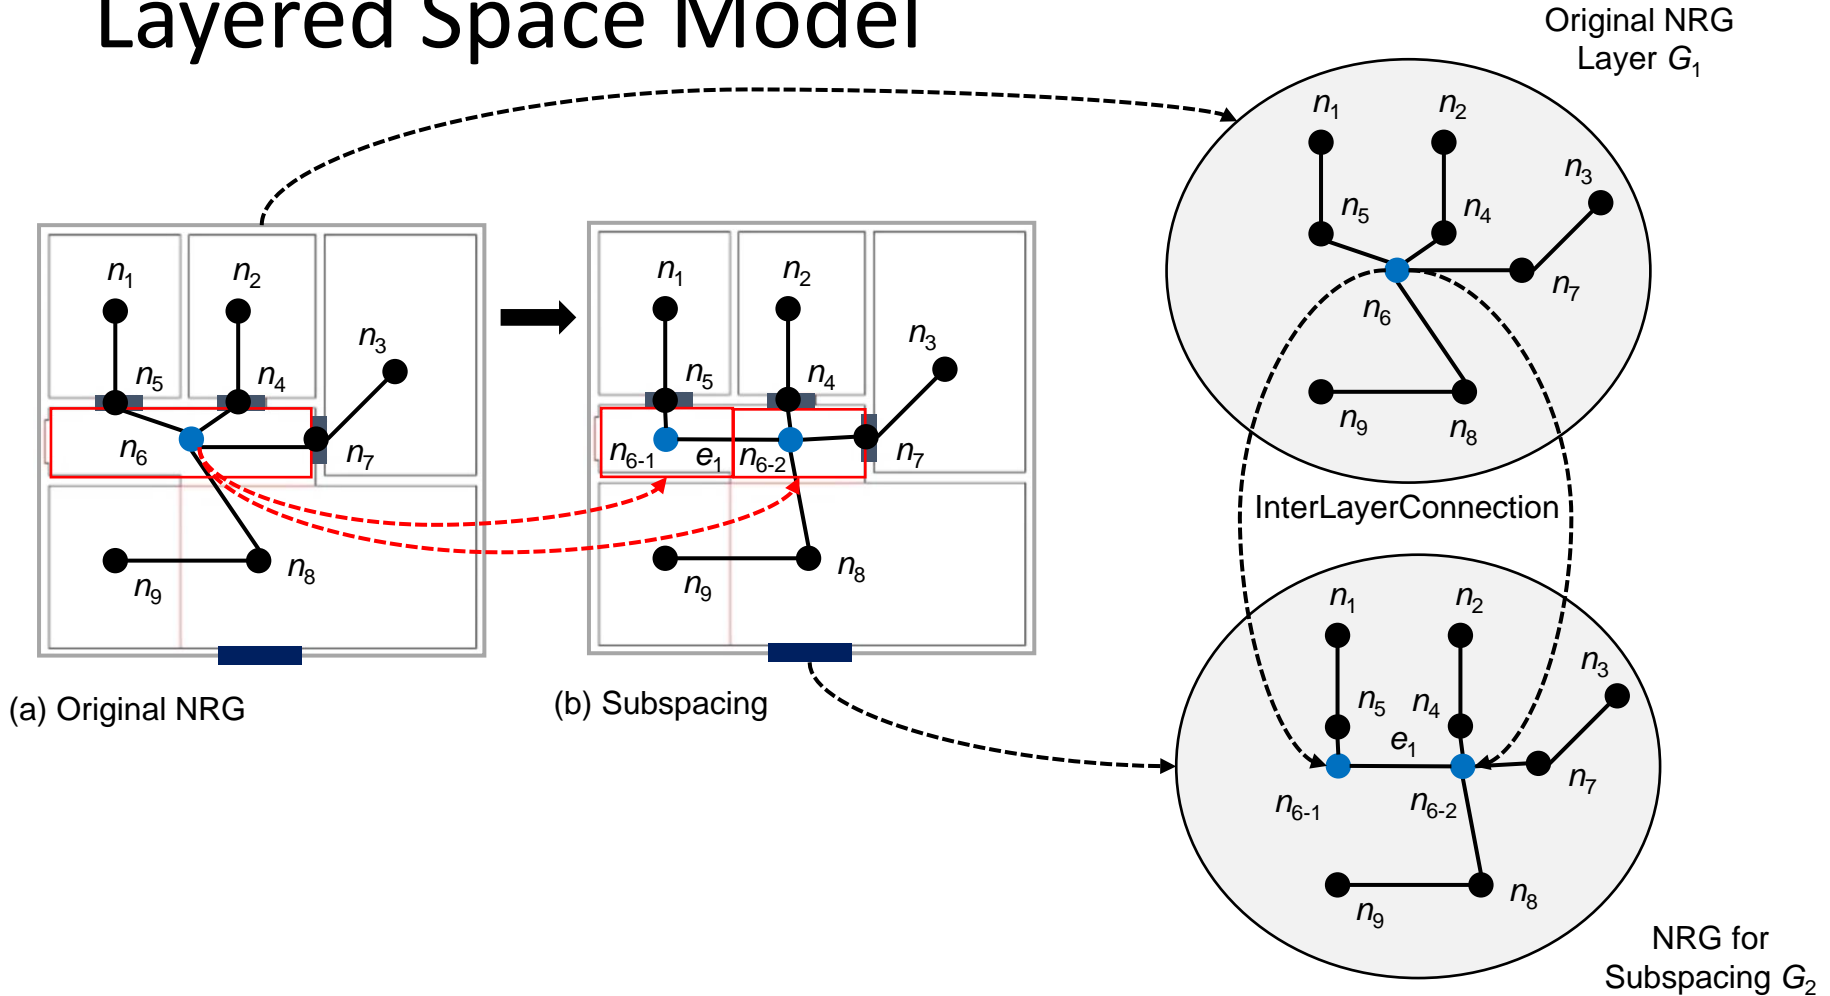 Layered Space Model
Original NRG
Layer G1
n1
n2
n3
n5
n4
n6
n7
n9
n8
n1
n2
n3
n5
n4
n6
n7
n9
n8
(a) Original NRG
n1
n2
n3
n5
n4
n6-1
e1
n6-2
n7
n9
n8
(b) Subspacing
InterLayerConnection
n1
n2
n3
n5
n4
e1
n6-1
n6-2
n7
n9
n8
NRG for
Subspacing G2